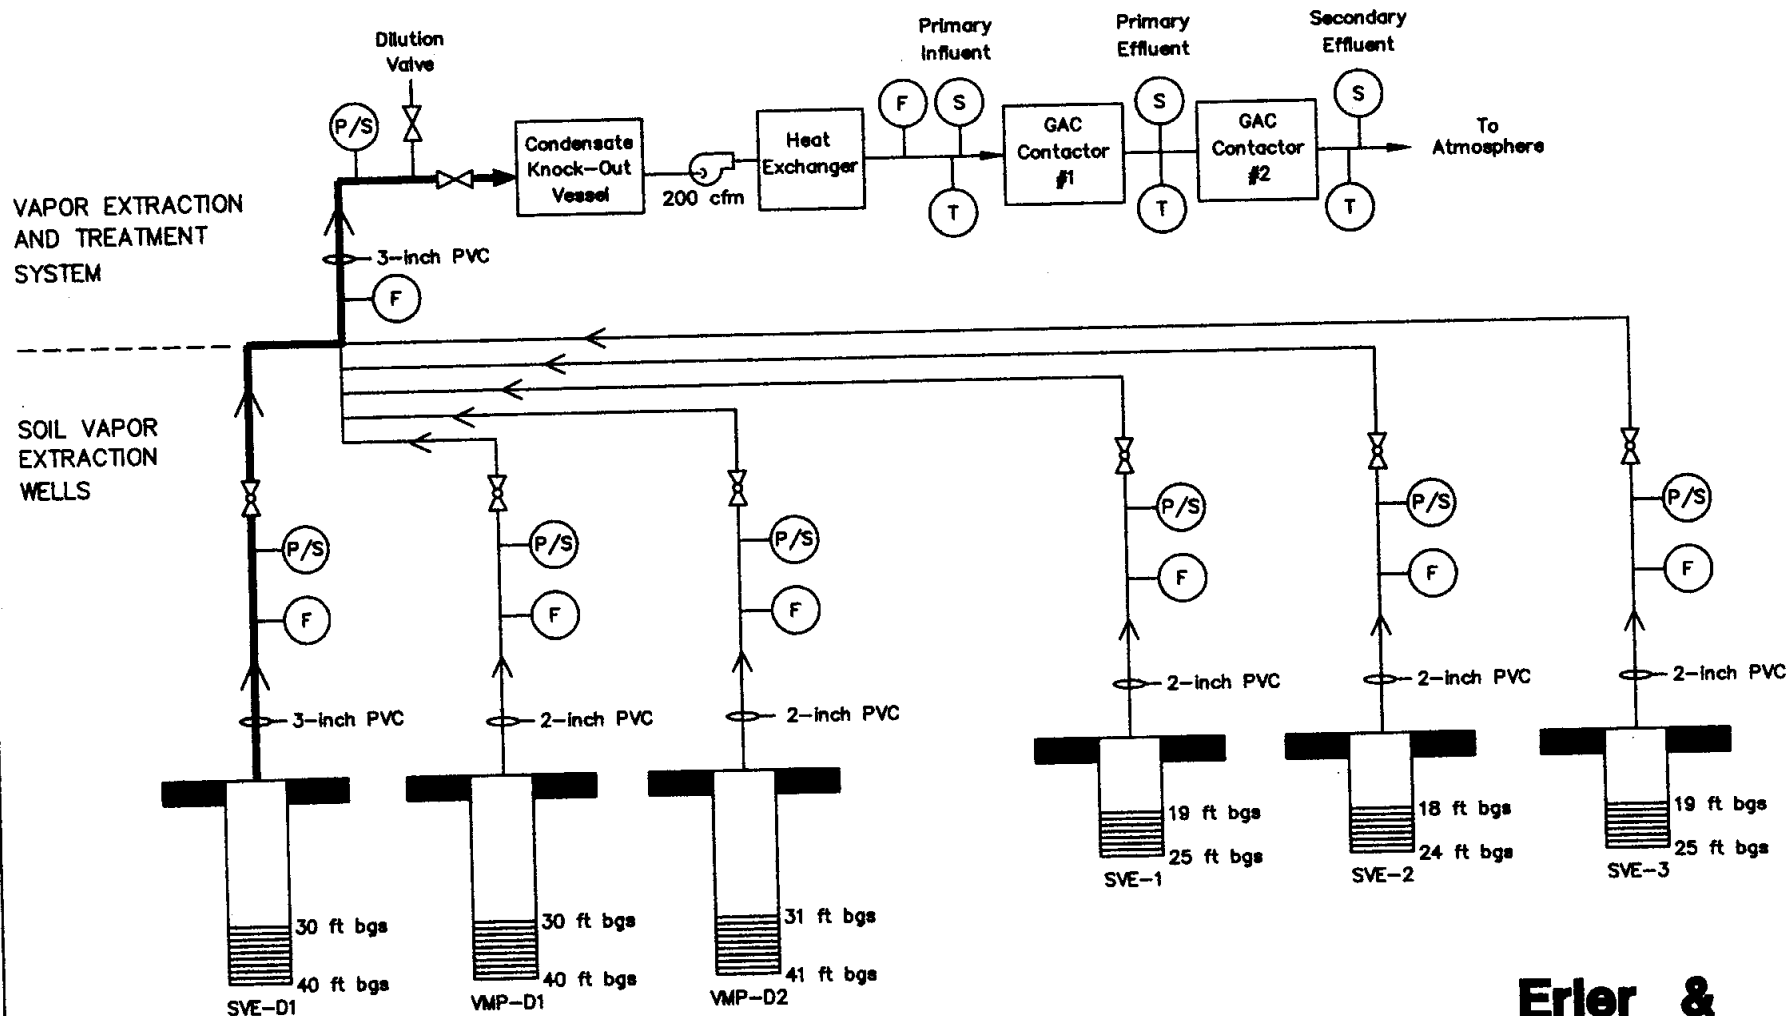 Dilution
Valve
Primary
Influent
Primary
Effluent
Secondary
Effluent
P/S
F
S
S
S
Condensate
Knock-Out
Vessel
200 cfm
Heat
Exchanger
GAC
Contactor
#1
GAC
Contactor
#2
To
Atmosphere
T
T
T
VAPOR EXTRACTION
AND TREATMENT
SYSTEM
3-inch PVC
F
SOIL VAPOR
EXTRACTION
WELLS
P/S
P/S
P/S
P/S
P/S
P/S
F
F
F
F
F
F
3-inch PVC
2-inch PVC
2-inch PVC
2-inch PVC
2-inch PVC
2-inch PVC
19 ft bgs
25 ft bgs
SVE-1
18 ft bgs
24 ft bgs
SVE-2
19 ft bgs
25 ft bgs
SVE-3
30 ft bgs
40 ft bgs
SVE-D1
30 ft bgs
40 ft bgs
VMP-D1
31 ft bgs
41 ft bgs
VMP-D2
Erler &